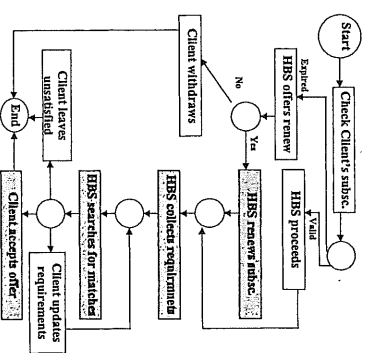 Start
Check Client's subsc.
Expired
Valid
HBS offers renew
HBS proceeds
No
Yes
Client withdraws
HBS renews subsc.
HBS collects requirmnets
HBS searches for matches
Client leaves
unsatisfied
Client updates
requirements
End
Client accepts offer